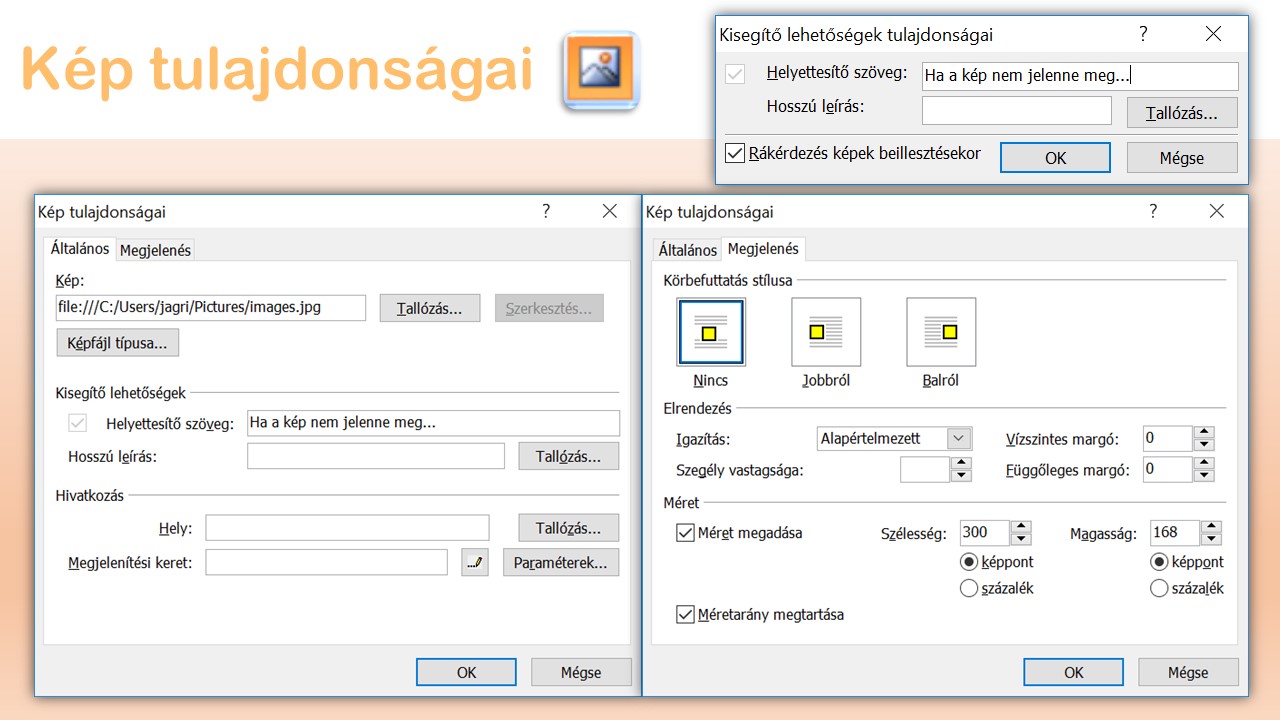 Kép tulajdonságai
Kisegítő lehetőségek tulajdonságai ?
Helyettesítő szöveg: Ha a kép nem jelenne meg...
Hosszú leírás: Tallózás...
Rákérdezés képek beillesztésekor OK Mégse
Kép tulajdonságai ?
Általános Megjelenés
Kép:
file:///C:/Users/jagri/Pictures/images.jpg Tallózás... Szerkesztés...
Képfájl típusa...
Kisegítő lehetőségek
Helyettesítő szöveg: Ha a kép nem jelenne meg...
Hosszú leírás: Tallózás...
Hivatkozás
Hely: Tallózás...
Megjelenítési keret: Paraméterek...
OK Mégse
Kép tulajdonságai ?
Általános Megjelenés
Körbefuttatás stílusa
Nincs Jobbról Balról
Elrendezés
Igazítás: Alapértelmezett Vízszintes margó: 0
Szegély vastagsága: Függőleges margó: 0
Méret
Méret megadása Szélesség: 300 Magasság: 168
képpont képpont
százalék százalék
Méretarány megtartása
OK Mégse